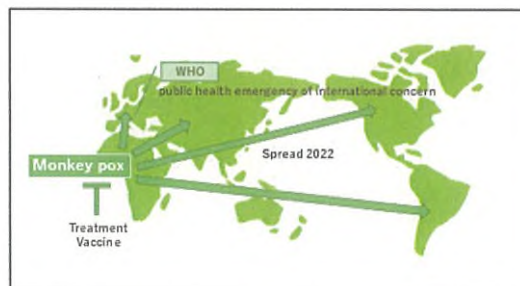 WHO
public health emergency of international concern
Spread 2022
Monkey pox
Treatment
Vaccine